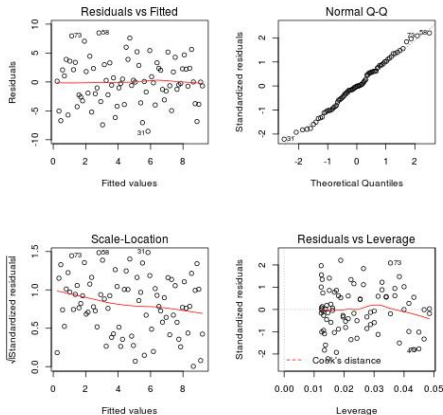 Residuals vs Fitted
Residuals
10
5
0
-5
-10
73
58
31
0 2 4 6 8
Fitted values
Normal Q-Q
Standardized residuals
2
1
0
-1
-2
58
31
-2 -1 0 1 2
Theoretical Quantiles
Scale-Location
√|Standardized residuals|
1.5
1.0
0.5
0.0
73
58
31
0 2 4 6 8
Fitted values
Residuals vs Leverage
Standardized residuals
2
1
0
-1
-2
73
Cook's distance
0.00 0.01 0.02 0.03 0.04 0.05
Leverage